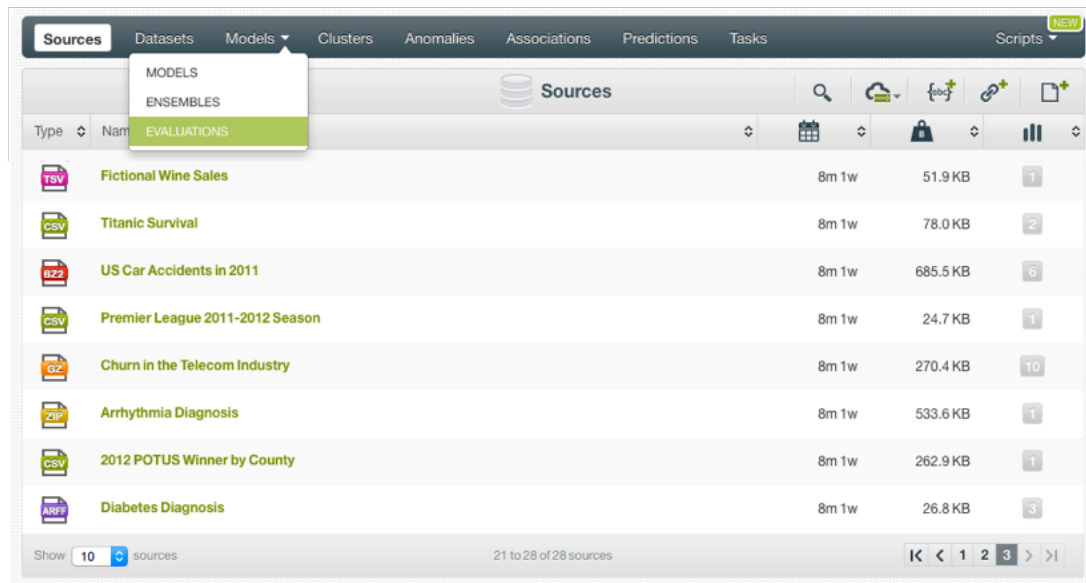 NEW
Sources Datasets Models Clusters Anomalies Associations Predictions Tasks Scripts
MODELS
ENSEMBLES
EVALUATIONS
Sources
{abc}
Type Nam
TSV Fictional Wine Sales 8m 1w 51.9 KB 1
CSV Titanic Survival 8m 1w 78.0 KB 2
BZ2 US Car Accidents in 2011 8m 1w 685.5 KB 6
CSV Premier League 2011-2012 Season 8m 1w 24.7 KB 1
GZ Churn in the Telecom Industry 8m 1w 270.4 KB 10
ZIP Arrhythmia Diagnosis 8m 1w 533.6 KB 1
CSV 2012 POTUS Winner by County 8m 1w 262.9 KB 1
ARFF Diabetes Diagnosis 8m 1w 26.8 KB 3
Show 10 sources 21 to 28 of 28 sources 1 2 3